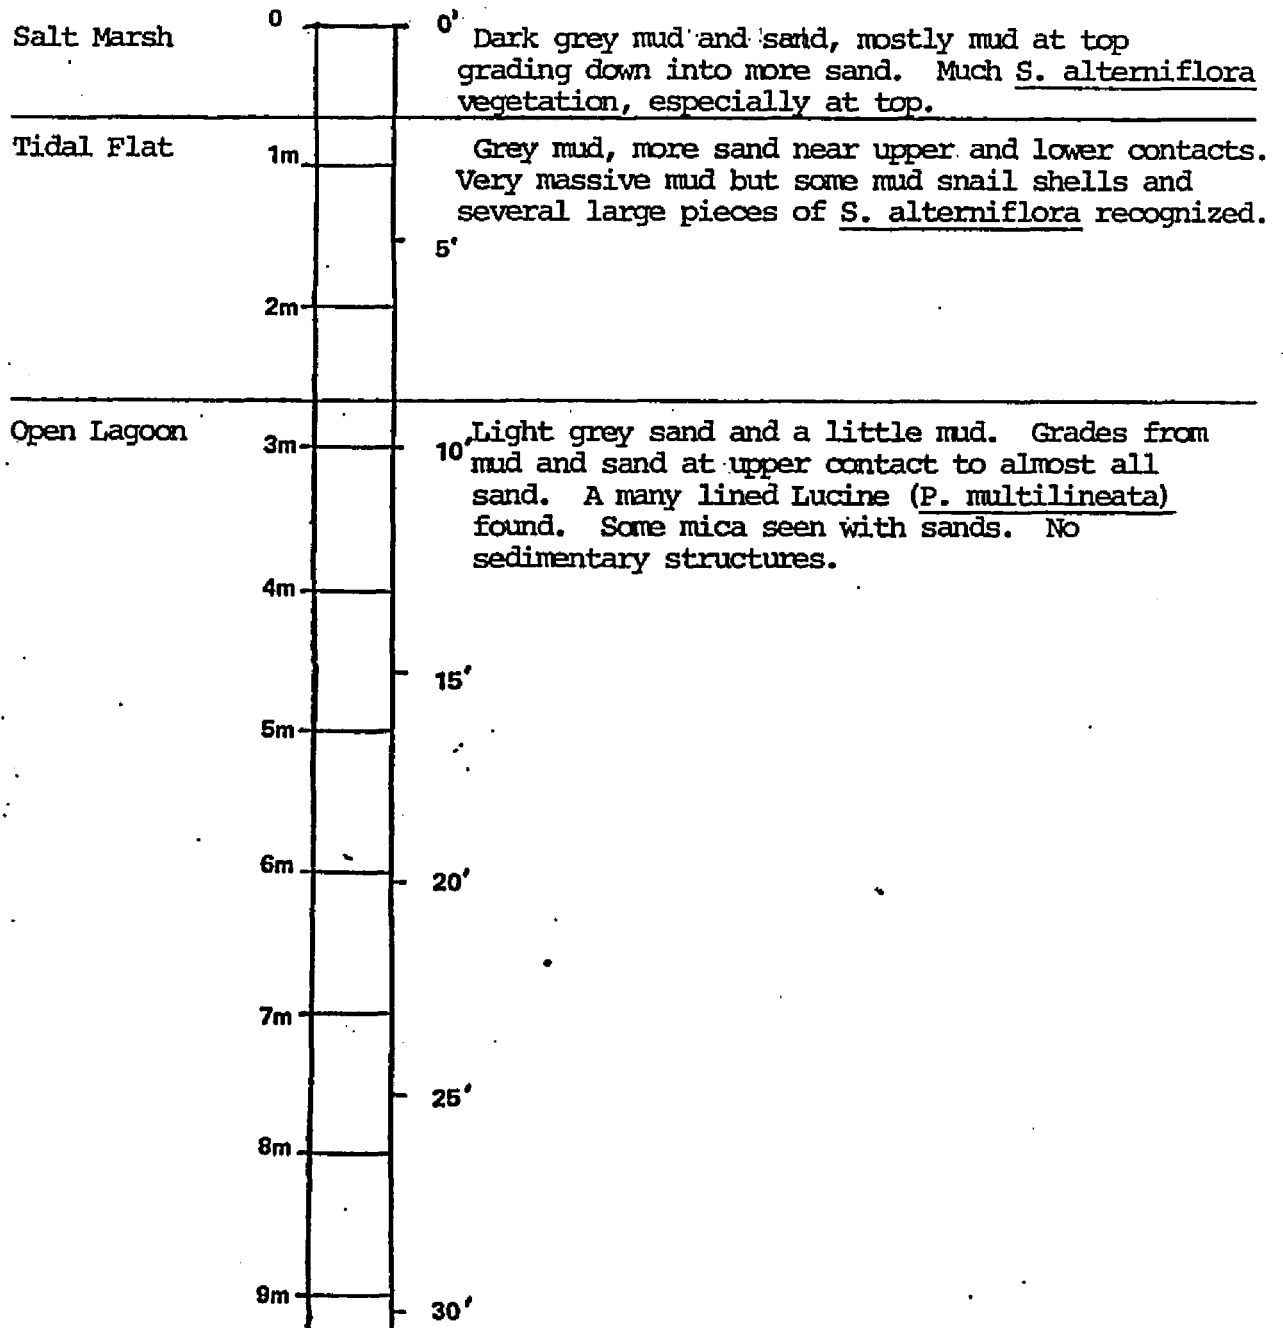 0 0'
Salt Marsh
Dark grey mud and sand, mostly mud at top
grading down into more sand. Much S. alterniflora
vegetation, especially at top.
Tidal Flat
1m
Grey mud, more sand near upper and lower contacts.
Very massive mud but some mud snail shells and
several large pieces of S. alterniflora recognized.
5'
2m
Open Lagoon
3m
10'
Light grey sand and a little mud. Grades from
mud and sand at upper contact to almost all
sand. A many lined Lucine (P. multilineata)
found. Some mica seen with sands. No
sedimentary structures.
4m
15'
5m
6m
20'
7m
25'
8m
9m
30'